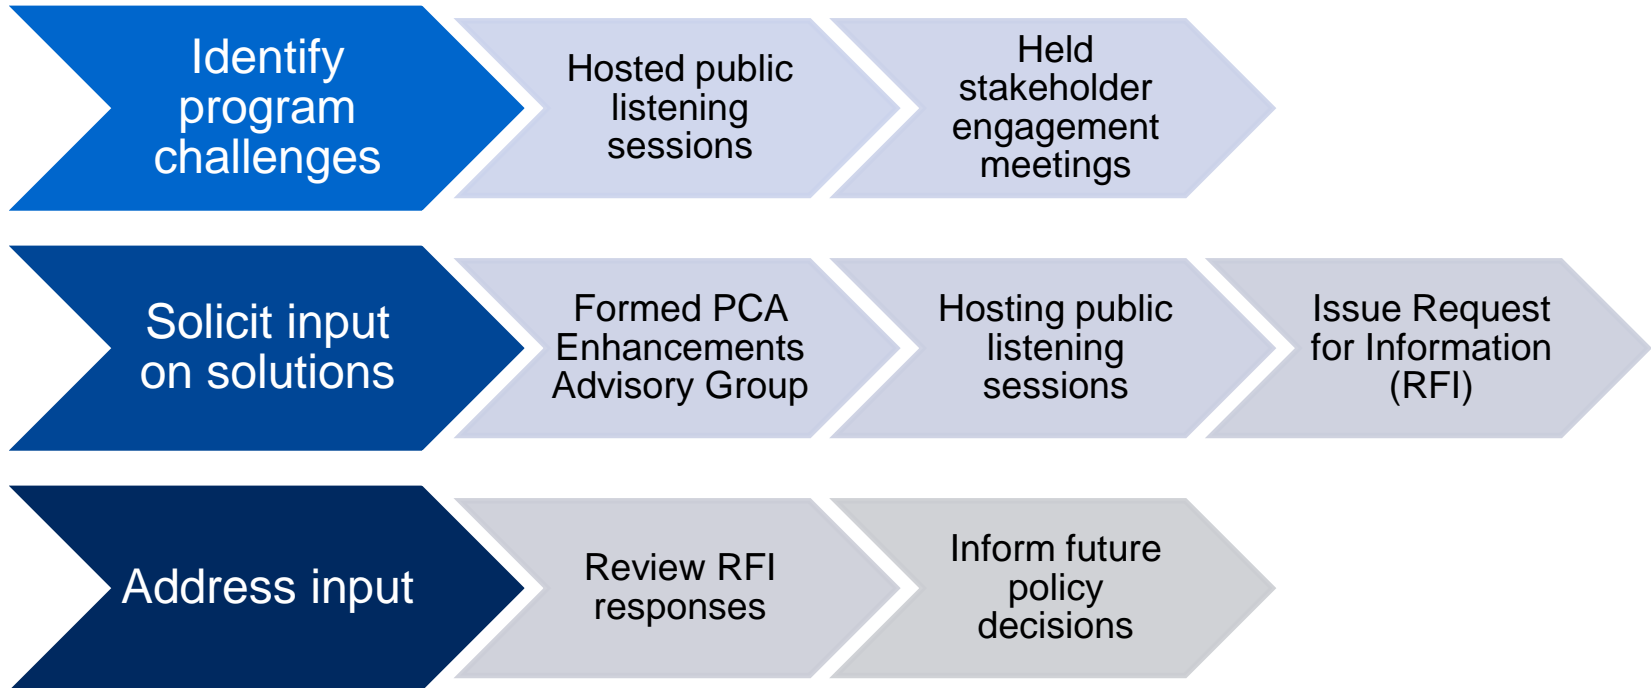 Identify
program
challenges
Hosted public
listening
sessions
Held
stakeholder
engagement
meetings
Solicit input
on solutions
Formed PCA
Enhancements
Advisory Group
Hosting public
listening
sessions
Issue Request
for Information
(RFI)
Address input
Review RFI
responses
Inform future
policy
decisions